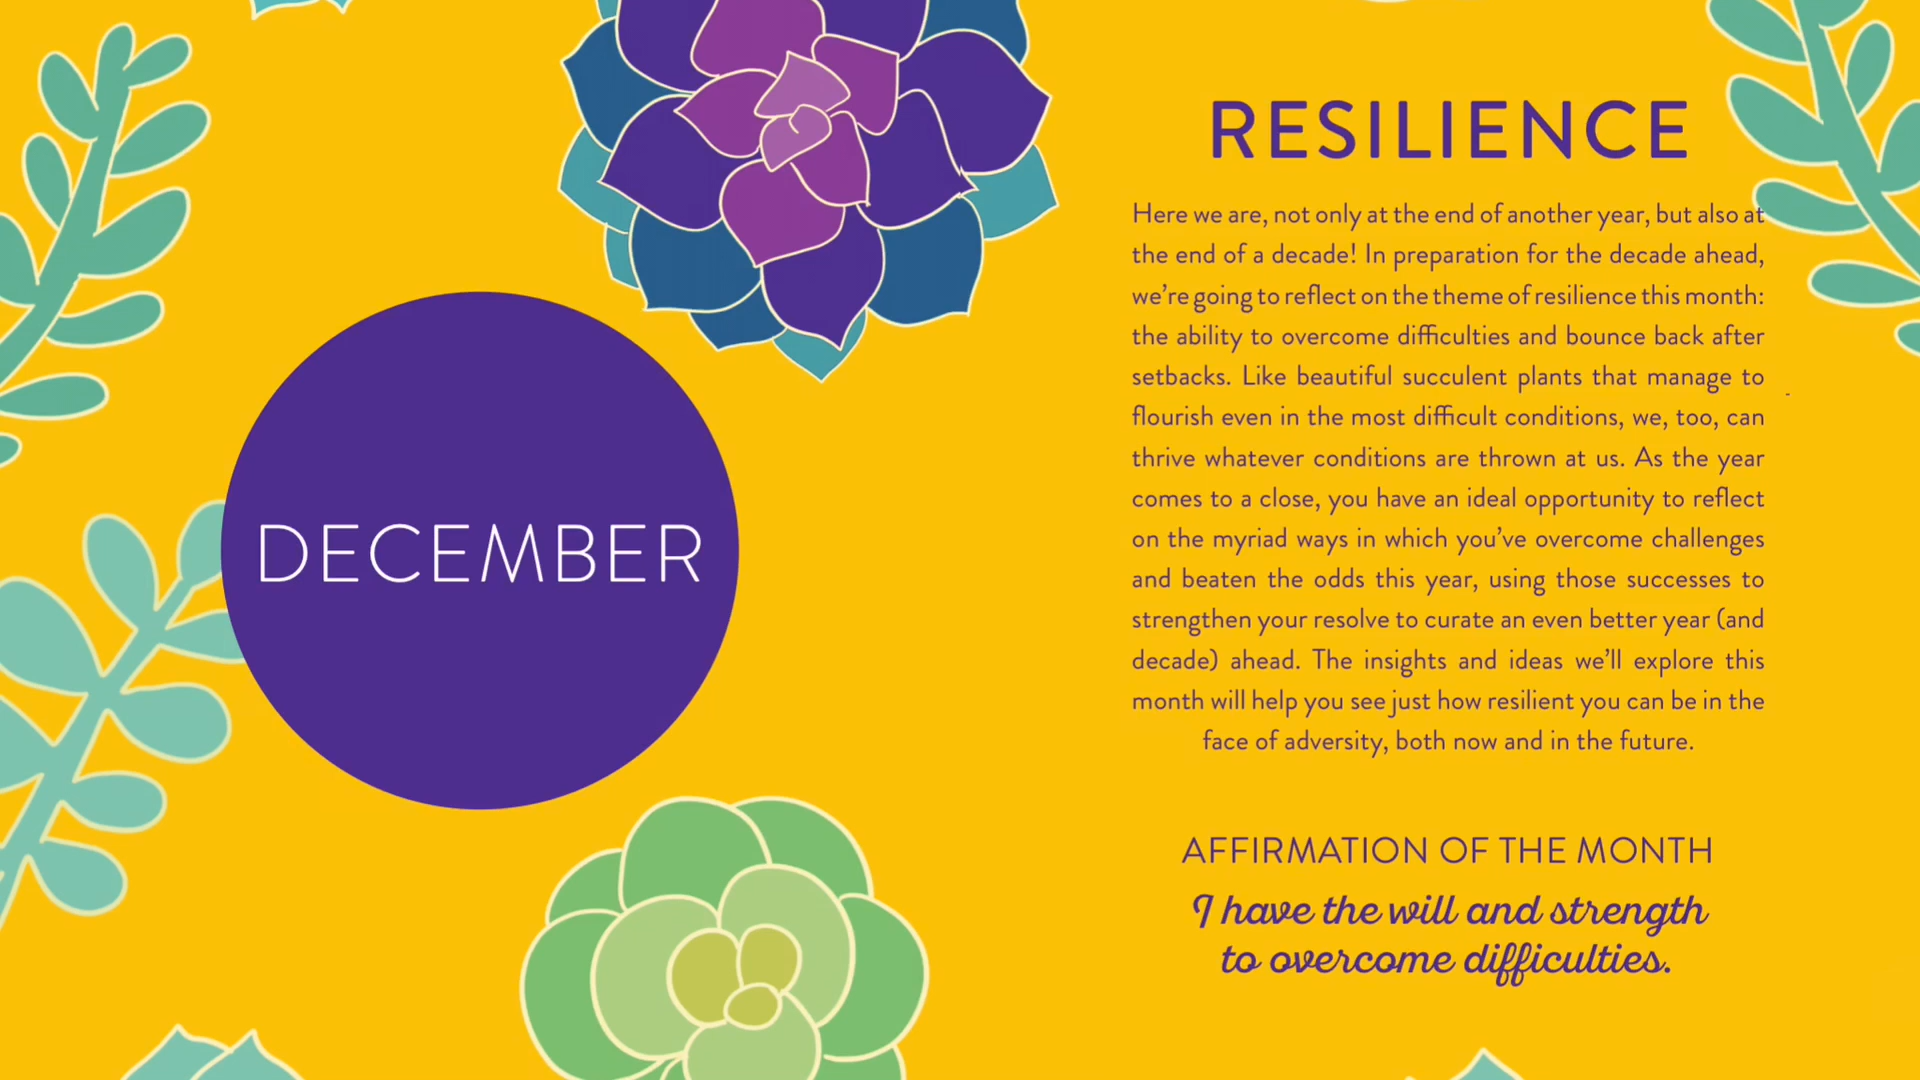 DECEMBER
RESILIENCE
Here we are, not only at the end of another year, but also at
the end of a decade! In preparation for the decade ahead,
we’re going to reflect on the theme of resilience this month:
the ability to overcome difficulties and bounce back after
setbacks. Like beautiful succulent plants that manage to
flourish even in the most difficult conditions, we, too, can
thrive whatever conditions are thrown at us. As the year
comes to a close, you have an ideal opportunity to reflect
on the myriad ways in which you’ve overcome challenges
and beaten the odds this year, using those successes to
strengthen your resolve to curate an even better year (and
decade) ahead. The insights and ideas we’ll explore this
month will help you see just how resilient you can be in the
face of adversity, both now and in the future.
AFFIRMATION OF THE MONTH
I have the will and strength
to overcome difficulties.